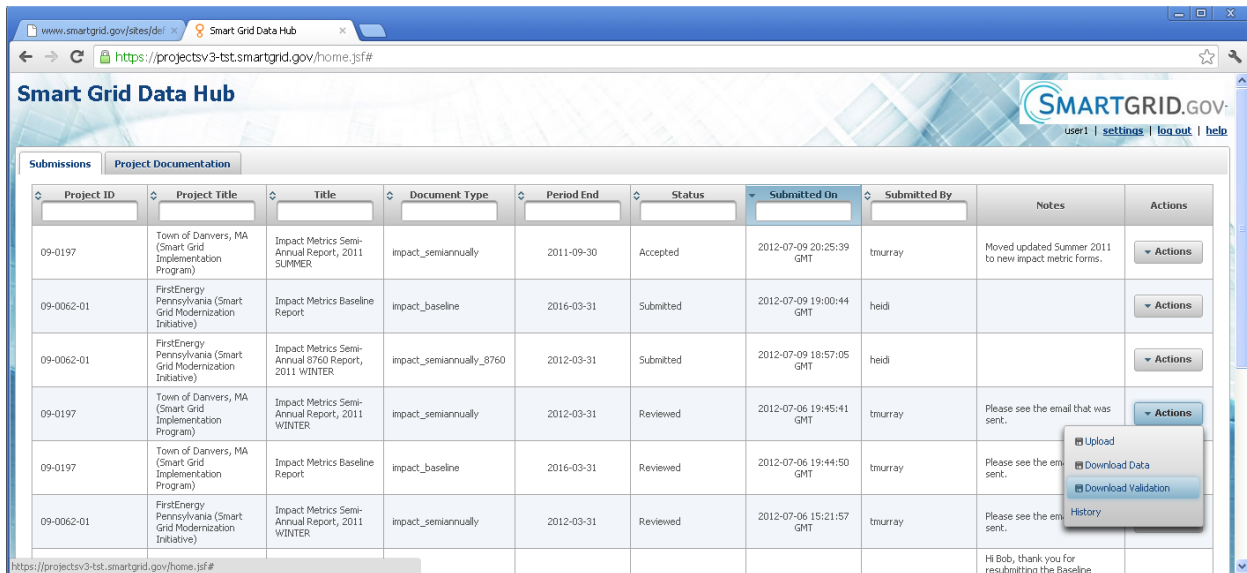 www.smartgrid.gov/sites/def
Smart Grid Data Hub
https://projectsv3-tst.smartgrid.gov/home.jsf#
Smart Grid Data Hub
SMARTGRID.GOV
user1 | settings | log out | help
Submissions Project Documentation
Project ID Project Title Title Document Type Period End Status Submitted On Submitted By Notes Actions
09-0197
Town of Danvers, MA
(Smart Grid
Implementation
Program)
Impact Metrics Semi-
Annual Report, 2011
SUMMER
impact_semiannually
2011-09-30
Accepted
2012-07-09 20:25:39
GMT
tmurray
Moved updated Summer 2011
to new impact metric forms.
Actions
09-0062-01
FirstEnergy
Pennsylvania (Smart
Grid Modernization
Initiative)
Impact Metrics Baseline
Report
impact_baseline
2016-03-31
Submitted
2012-07-09 19:00:44
GMT
heidi
Actions
09-0062-01
FirstEnergy
Pennsylvania (Smart
Grid Modernization
Initiative)
Impact Metrics Semi-
Annual 8760 Report,
2011 WINTER
impact_semiannually_8760
2012-03-31
Submitted
2012-07-09 18:57:05
GMT
heidi
Actions
09-0197
Town of Danvers, MA
(Smart Grid
Implementation
Program)
Impact Metrics Semi-
Annual Report, 2011
WINTER
impact_semiannually
2012-03-31
Reviewed
2012-07-06 19:45:41
GMT
tmurray
Please see the email that was
sent.
Actions
Upload
Download Data
Download Validation
History
09-0197
Town of Danvers, MA
(Smart Grid
Implementation
Program)
Impact Metrics Baseline
Report
impact_baseline
2016-03-31
Reviewed
2012-07-06 19:44:50
GMT
tmurray
Please see the em
sent.
09-0062-01
FirstEnergy
Pennsylvania (Smart
Grid Modernization
Initiative)
Impact Metrics Semi-
Annual Report, 2011
WINTER
impact_semiannually
2012-03-31
Reviewed
2012-07-06 15:21:57
GMT
tmurray
Please see the em
sent.
Hi Bob, thank you for
resubmitting the Baseline
https://projectsv3-tst.smartgrid.gov/home.jsf#